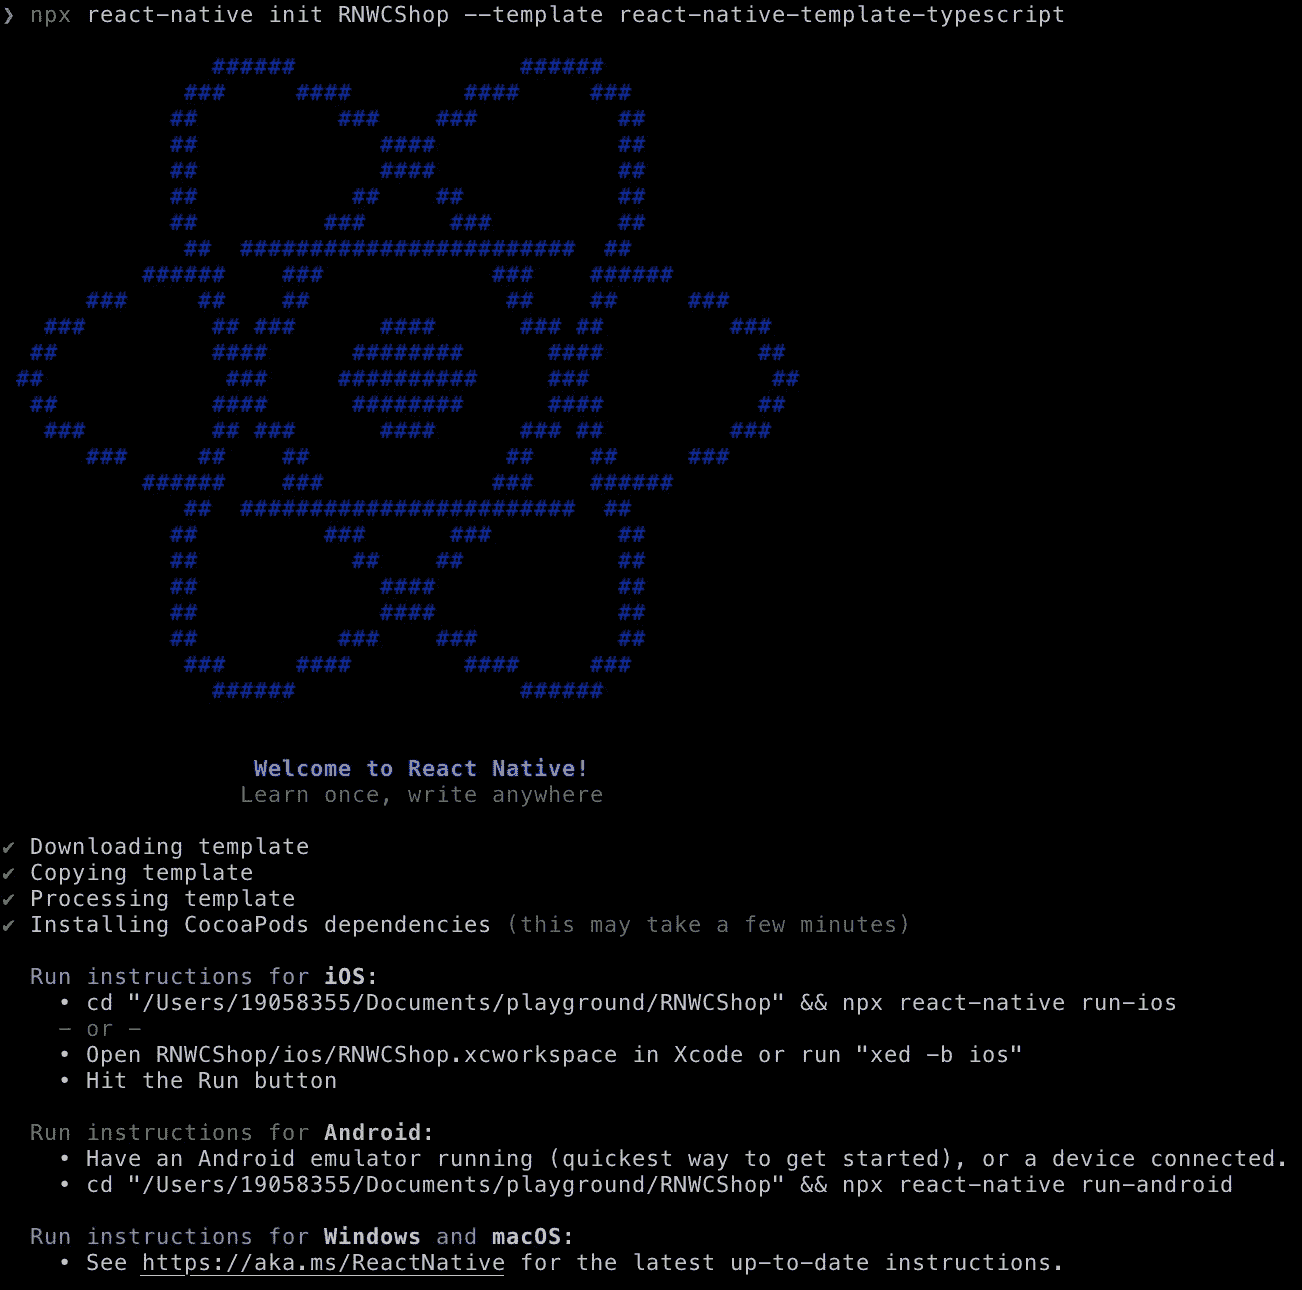 ❯ npx react-native init RNWCShop --template react-native-template-typescript
               ######                ######
             ###     ####        ####     ###
            ##          ###    ###          ##
            ##             ####             ##
            ##             ####             ##
            ##           ##    ##           ##
            ##         ###      ###         ##
             ##  ########################  ##
          ######    ###            ###    ######
      ###     ##    ##              ##    ##     ###
   ###         ## ###      ####      ### ##         ###
  ##           ####      ########      ####           ##
 ##             ###     ##########     ###             ##
  ##           ####      ########      ####           ##
   ###         ## ###      ####      ### ##         ###
      ###     ##    ##              ##    ##     ###
          ######    ###            ###    ######
             ##  ########################  ##
            ##         ###      ###         ##
            ##           ##    ##           ##
            ##             ####             ##
            ##             ####             ##
            ##          ###    ###          ##
             ###     ####        ####     ###
               ######                ######
Welcome to React Native!
Learn once, write anywhere
✔ Downloading template
✔ Copying template
✔ Processing template
✔ Installing CocoaPods dependencies (this may take a few minutes)
Run instructions for iOS:
• cd "/Users/19058355/Documents/playground/RNWCShop" && npx react-native run-ios
- or -
• Open RNWCShop/ios/RNWCShop.xcworkspace in Xcode or run "xed -b ios"
• Hit the Run button
Run instructions for Android:
• Have an Android emulator running (quickest way to get started), or a device connected.
• cd "/Users/19058355/Documents/playground/RNWCShop" && npx react-native run-android
Run instructions for Windows and macOS:
• See https://aka.ms/ReactNative for the latest up-to-date instructions.